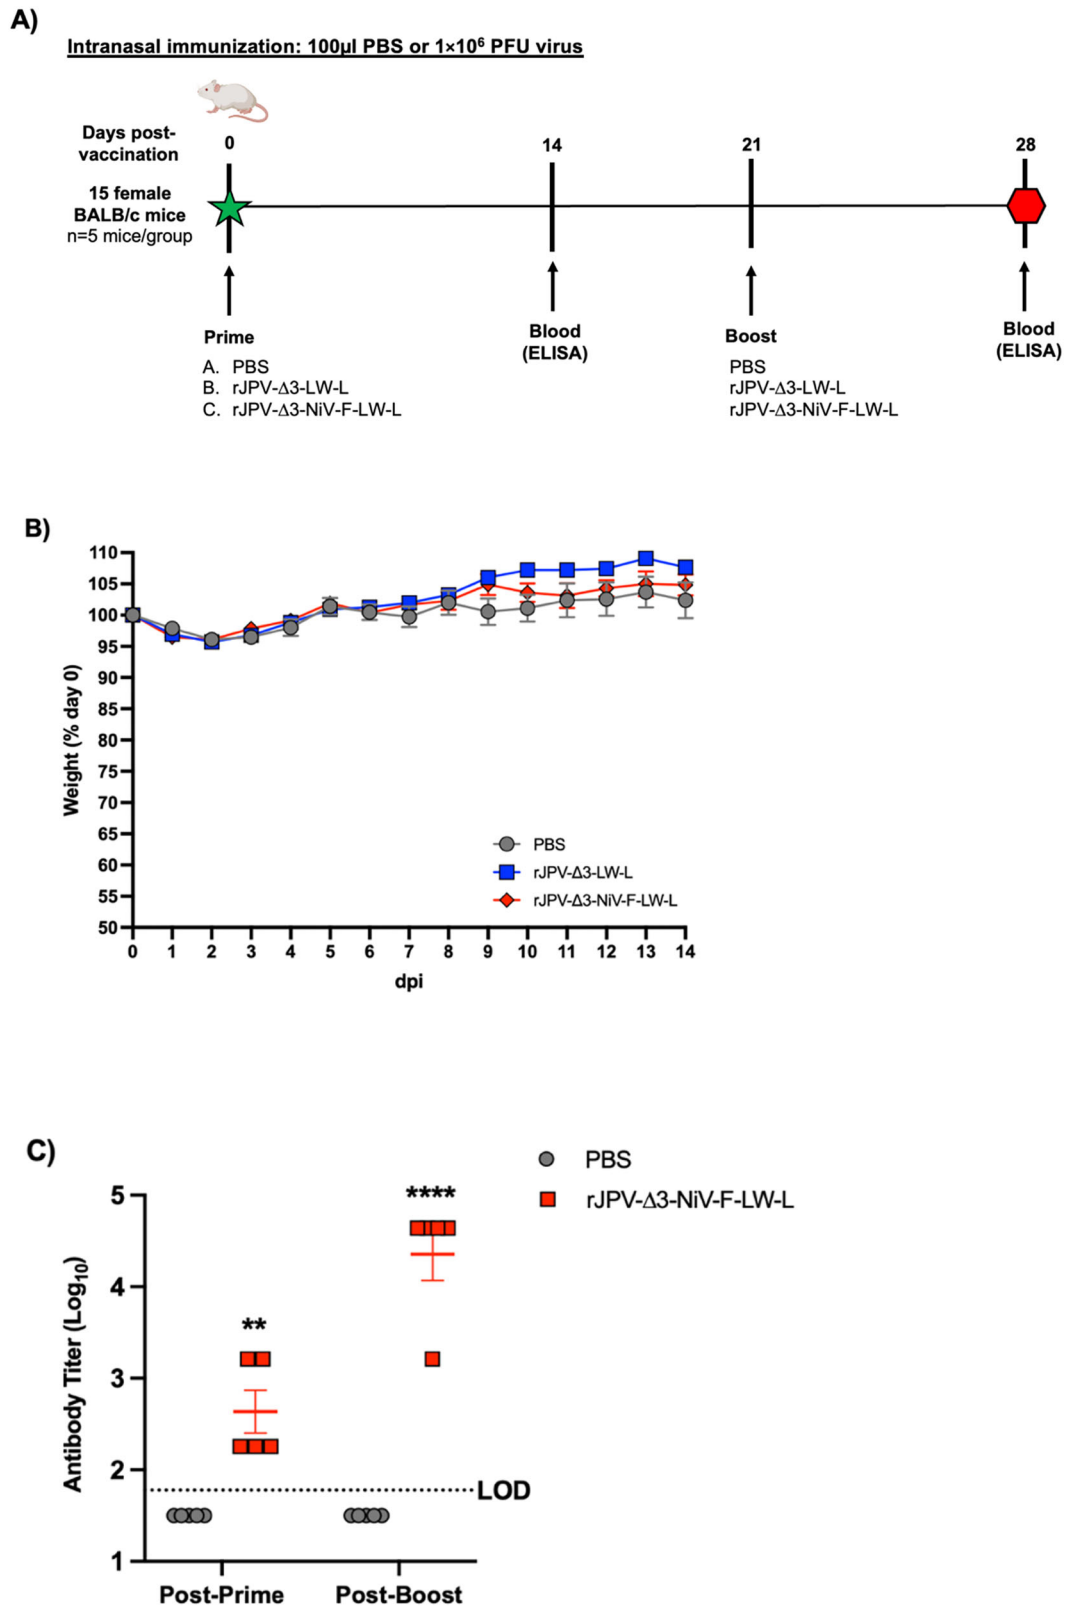 A)
Intranasal immunization: 100µl PBS or 1×10⁶ PFU virus
Days post-
vaccination
0
14
21
28
15 female
BALB/c mice
n=5 mice/group
Prime
A. PBS
B. rJPV-Δ3-LW-L
C. rJPV-Δ3-NiV-F-LW-L
Blood
(ELISA)
Boost
PBS
rJPV-Δ3-LW-L
rJPV-Δ3-NiV-F-LW-L
Blood
(ELISA)
B)
Weight (% day 0)
110
105
100
95
90
85
80
75
70
65
60
55
50
PBS
rJPV-Δ3-LW-L
rJPV-Δ3-NiV-F-LW-L
0 1 2 3 4 5 6 7 8 9 10 11 12 13 14
dpi
C)
PBS
rJPV-Δ3-NiV-F-LW-L
Antibody Titer (Log₁₀)
5
4
3
2
1
**
****
LOD
Post-Prime Post-Boost